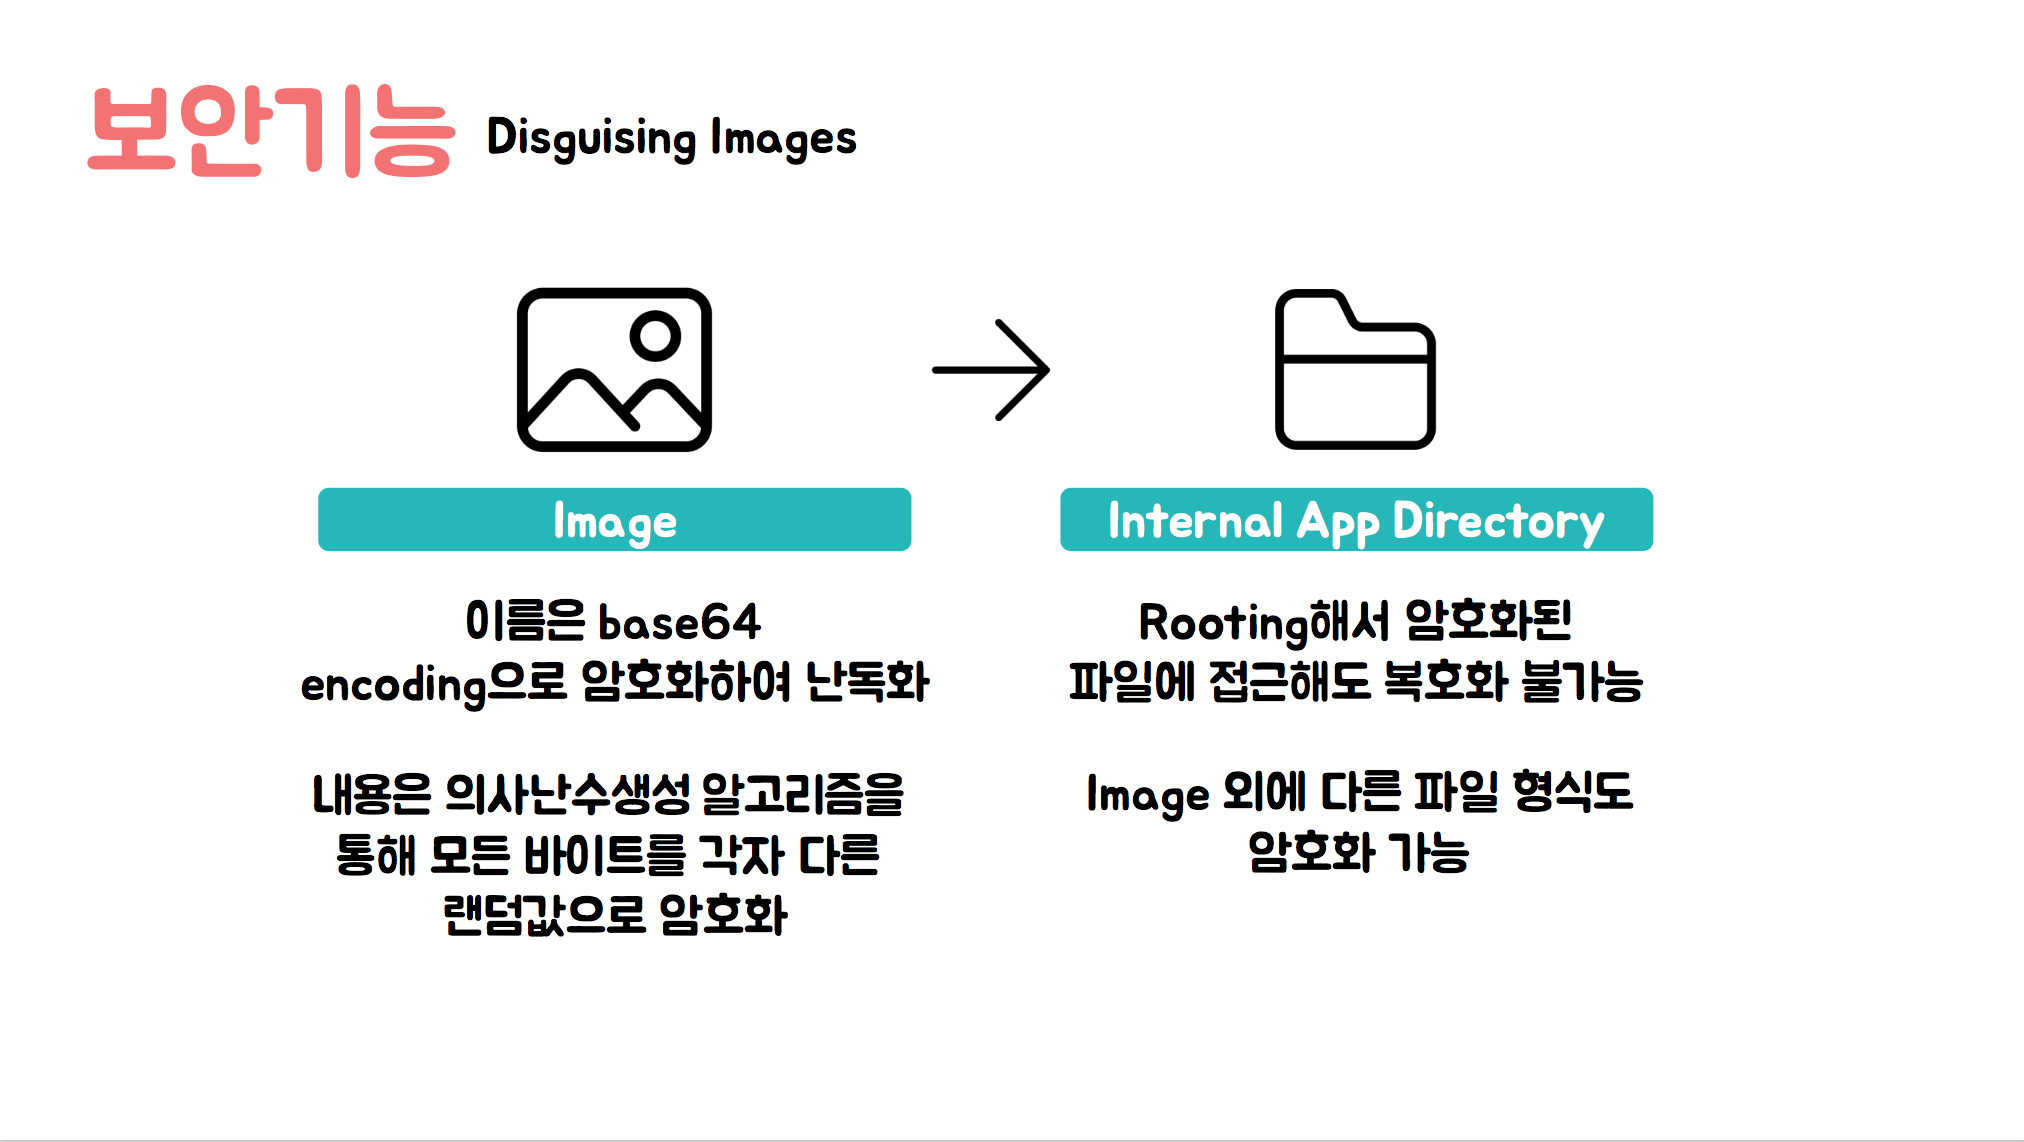 보안기능 Disguising Images
Image
이름은 base64
encoding으로 암호화하여 난독화
내용은 의사난수생성 알고리즘을
통해 모든 바이트를 각자 다른
랜덤값으로 암호화
Internal App Directory
Rooting해서 암호화된
파일에 접근해도 복호화 불가능
Image 외에 다른 파일 형식도
암호화 가능